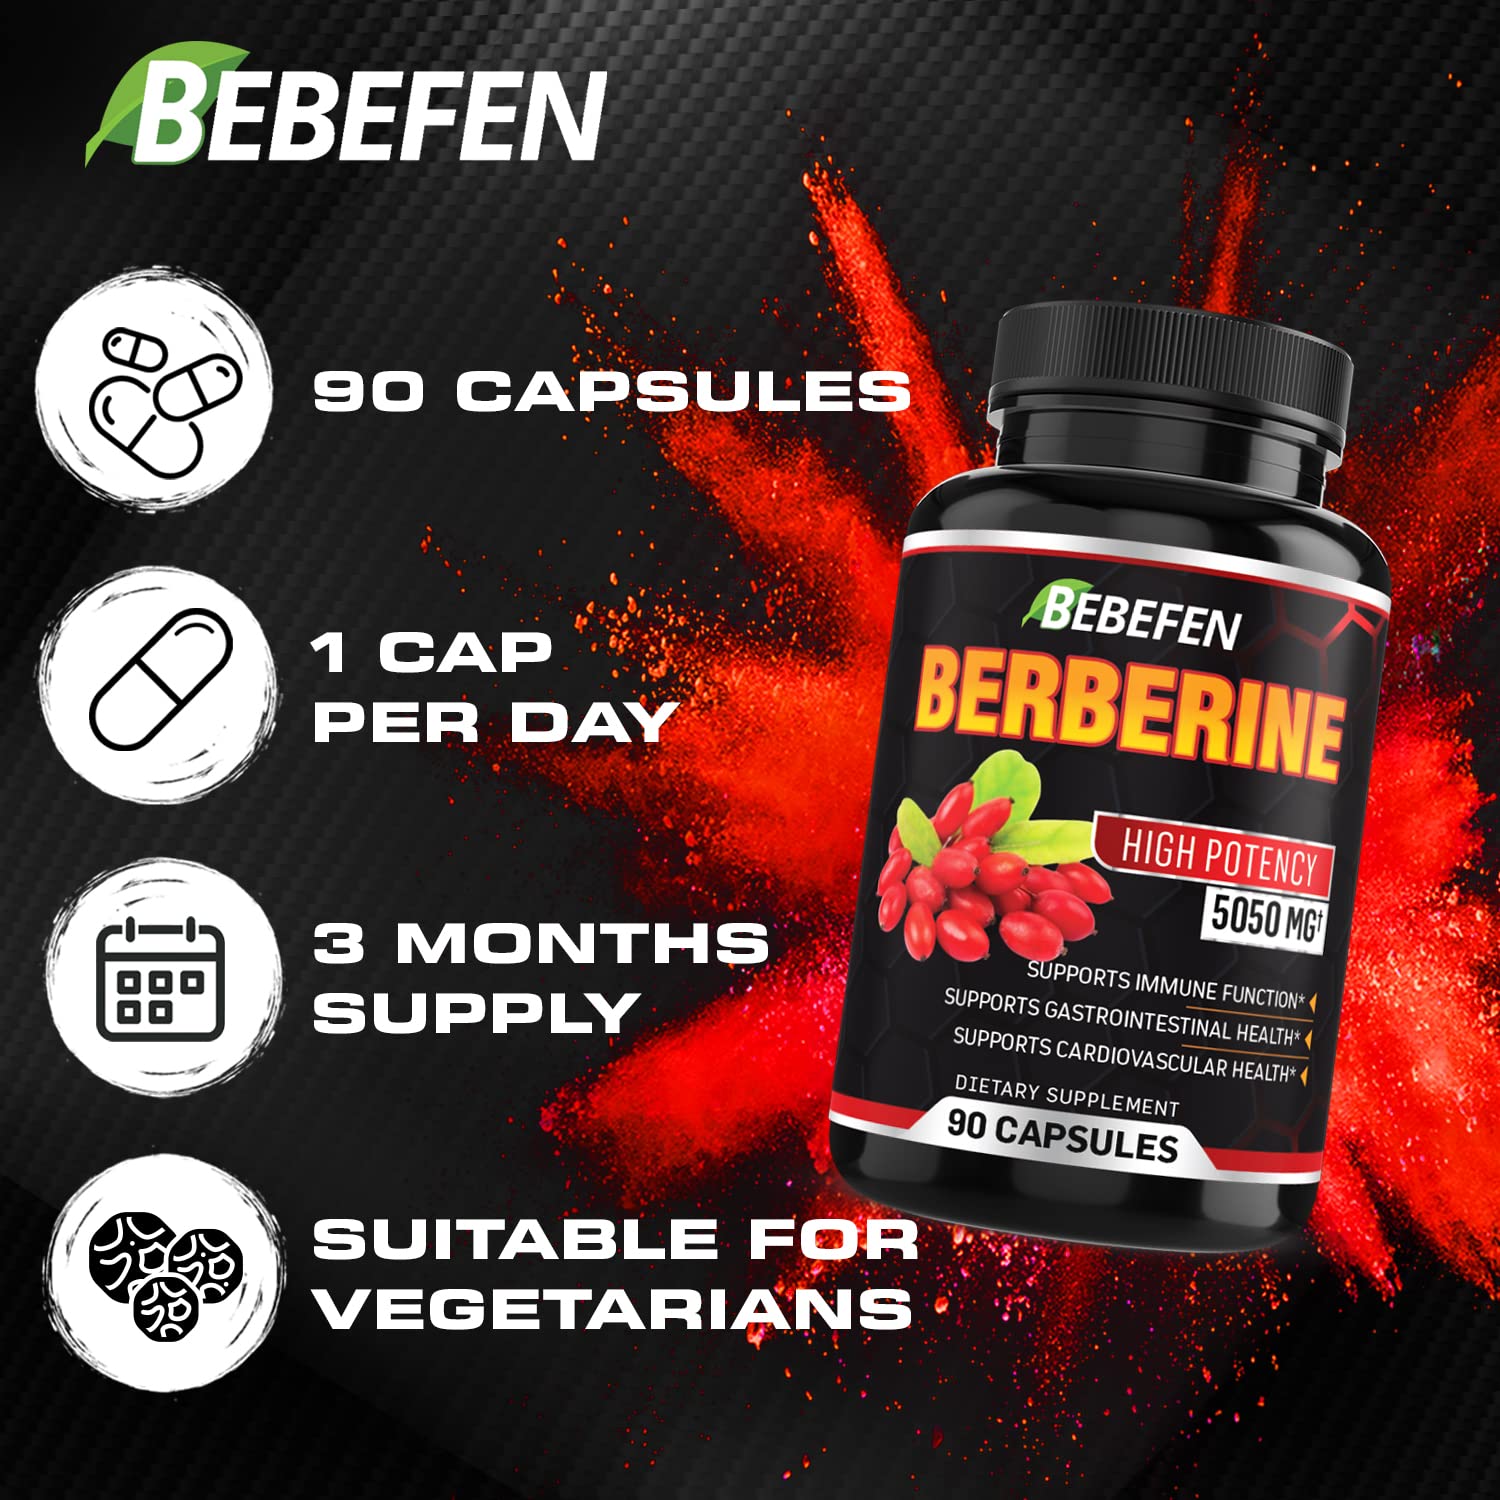 BEBEFEN
90 CAPSULES
1 CAP
PER DAY
3 MONTHS
SUPPLY
SUITABLE FOR
VEGETARIANS
BEBEFEN
BERBERINE
HIGH POTENCY
5050 MG†
SUPPORTS IMMUNE FUNCTION*
SUPPORTS GASTROINTESTINAL HEALTH*
SUPPORTS CARDIOVASCULAR HEALTH*
DIETARY SUPPLEMENT
90 CAPSULES